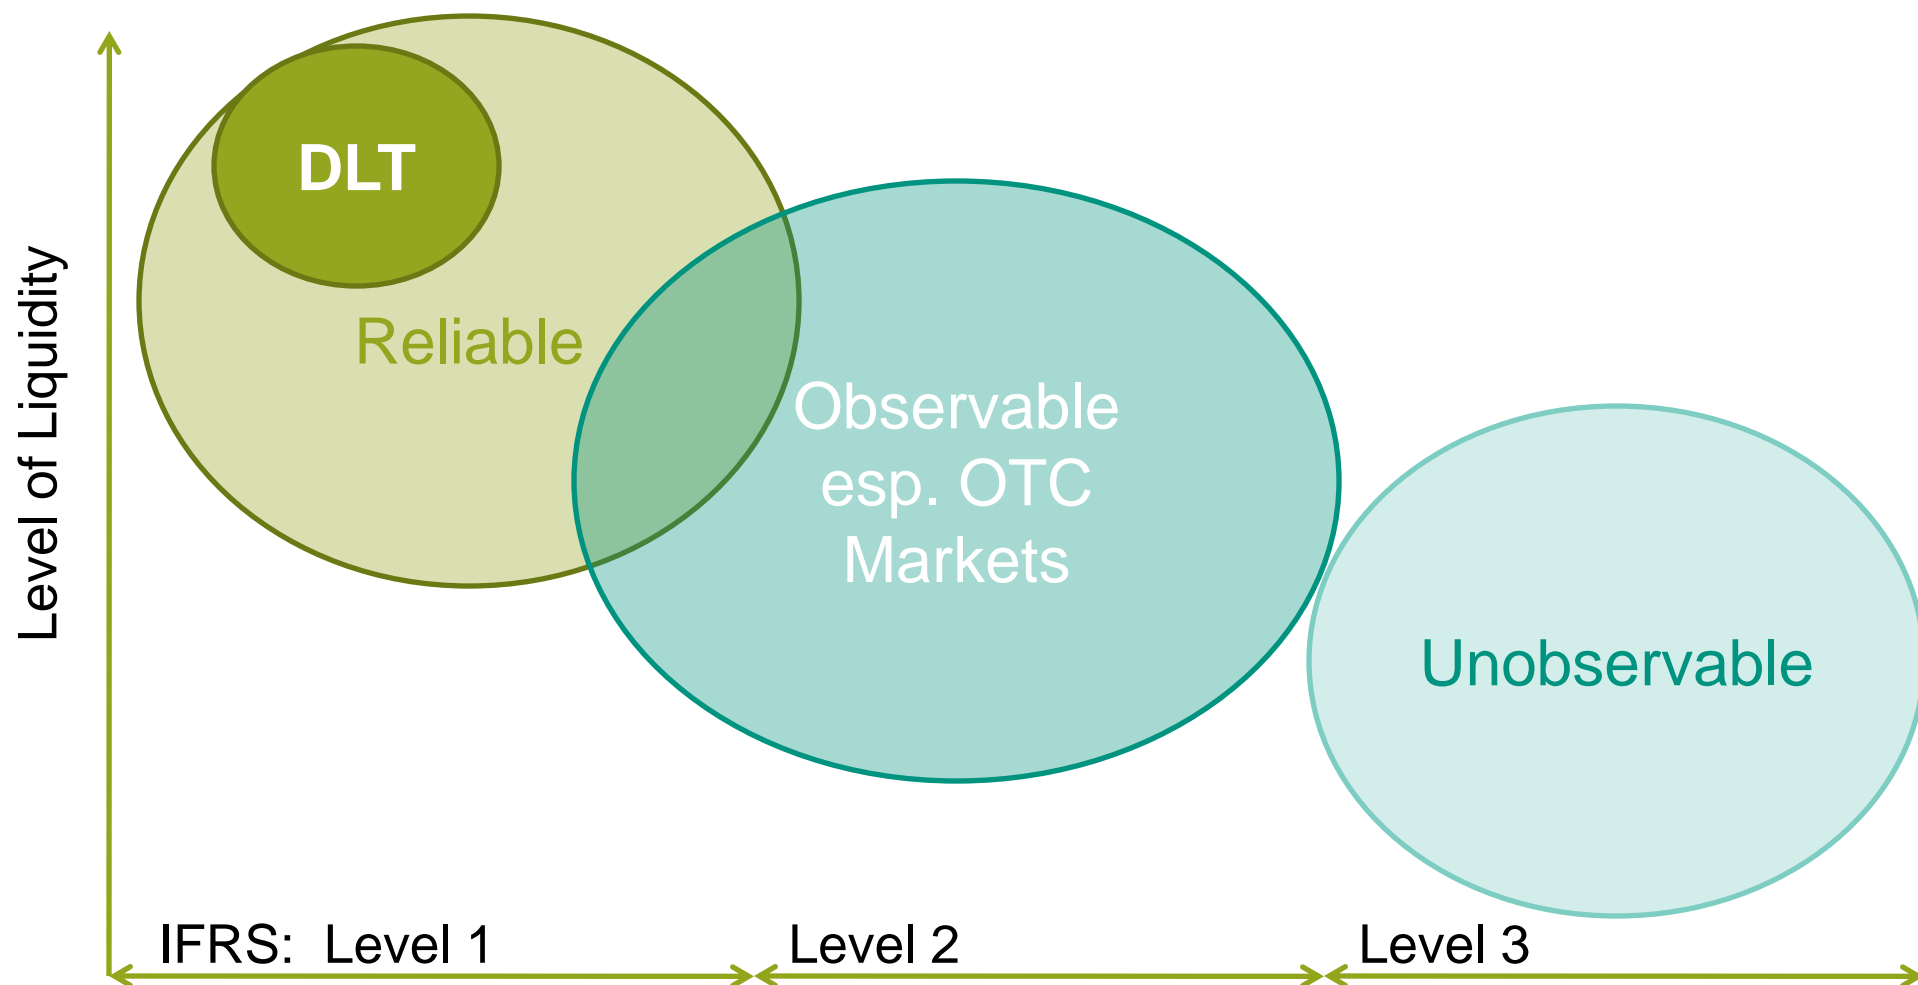 Level of Liquidity
DLT
Reliable
Observable
esp. OTC
Markets
Unobservable
IFRS: Level 1
Level 2
Level 3